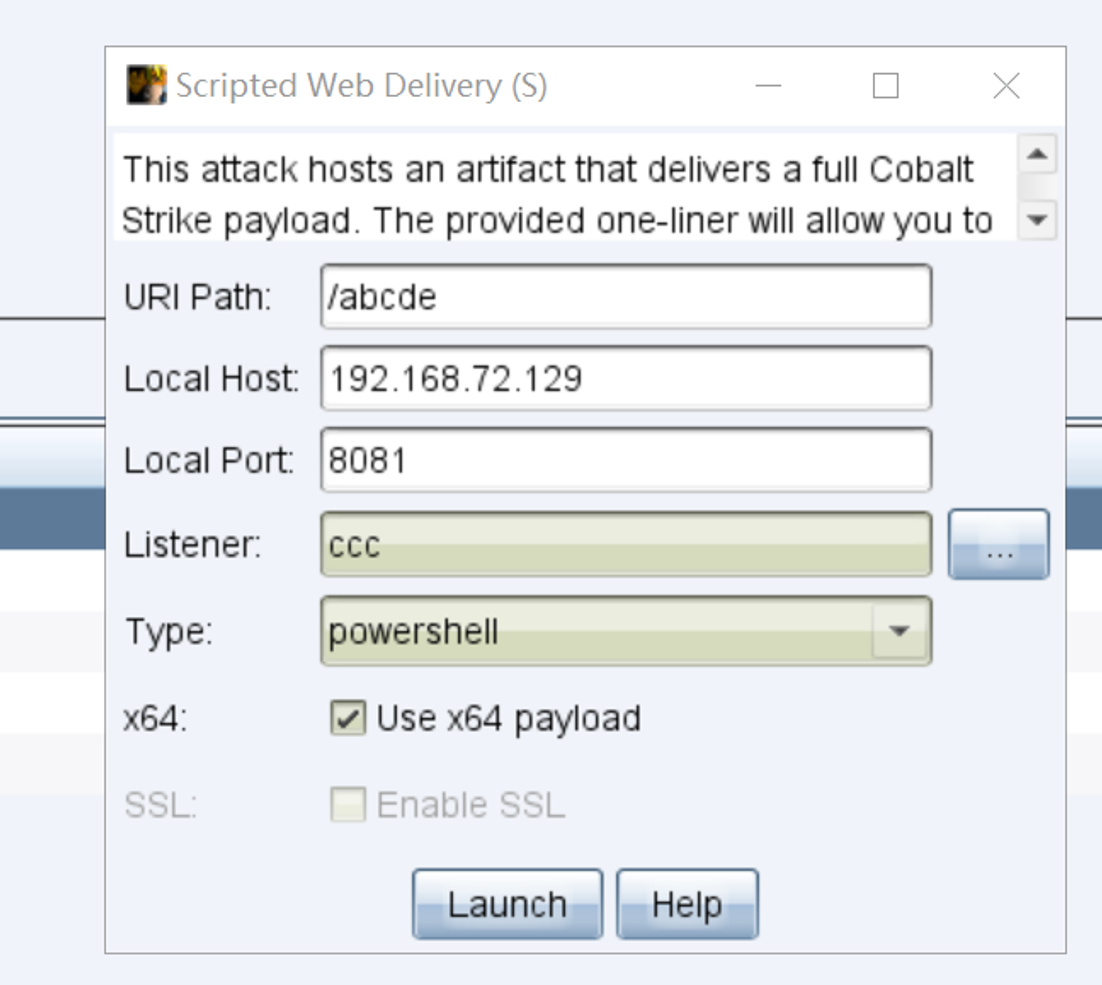 Scripted Web Delivery (S)
This attack hosts an artifact that delivers a full Cobalt
Strike payload. The provided one-liner will allow you to
URI Path: /abcde
Local Host: 192.168.72.129
Local Port: 8081
Listener: ccc ...
Type: powershell
x64: Use x64 payload
SSL: Enable SSL
Launch Help